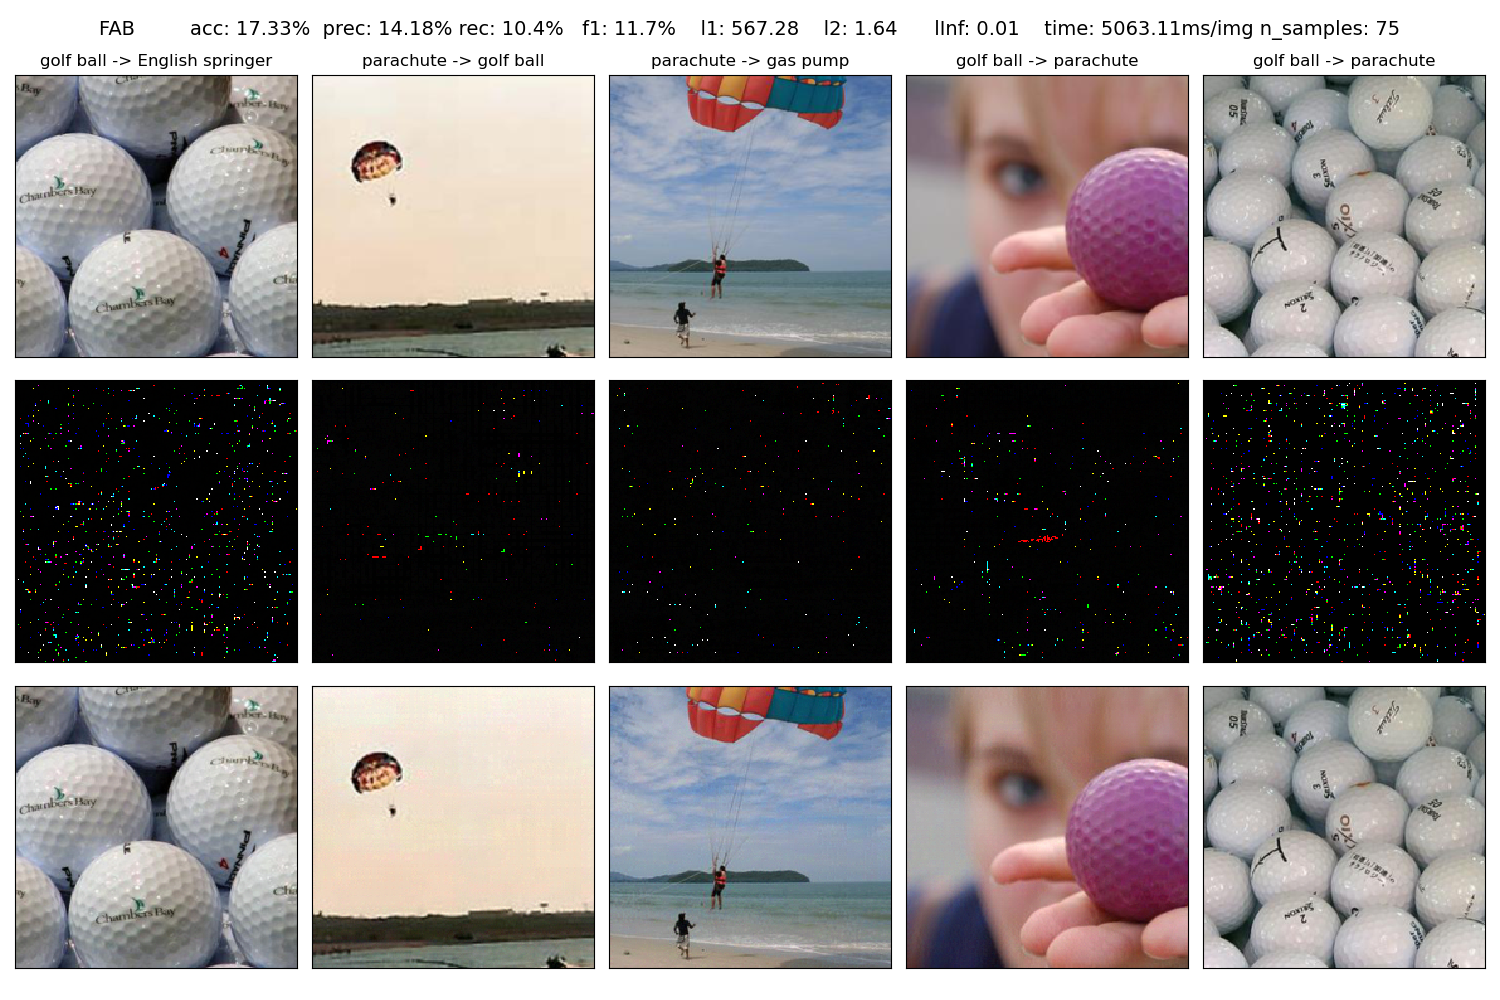 FAB acc: 17.33% prec: 14.18% rec: 10.4% f1: 11.7% l1: 567.28 l2: 1.64 lInf: 0.01 time: 5063.11ms/img n_samples: 75
golf ball -> English springer
parachute -> golf ball
parachute -> gas pump
golf ball -> parachute
golf ball -> parachute
Chambers Bay
Chambers Bay
Chambers Bay
Chambers Bay
Chambers Bay
Chambers Bay